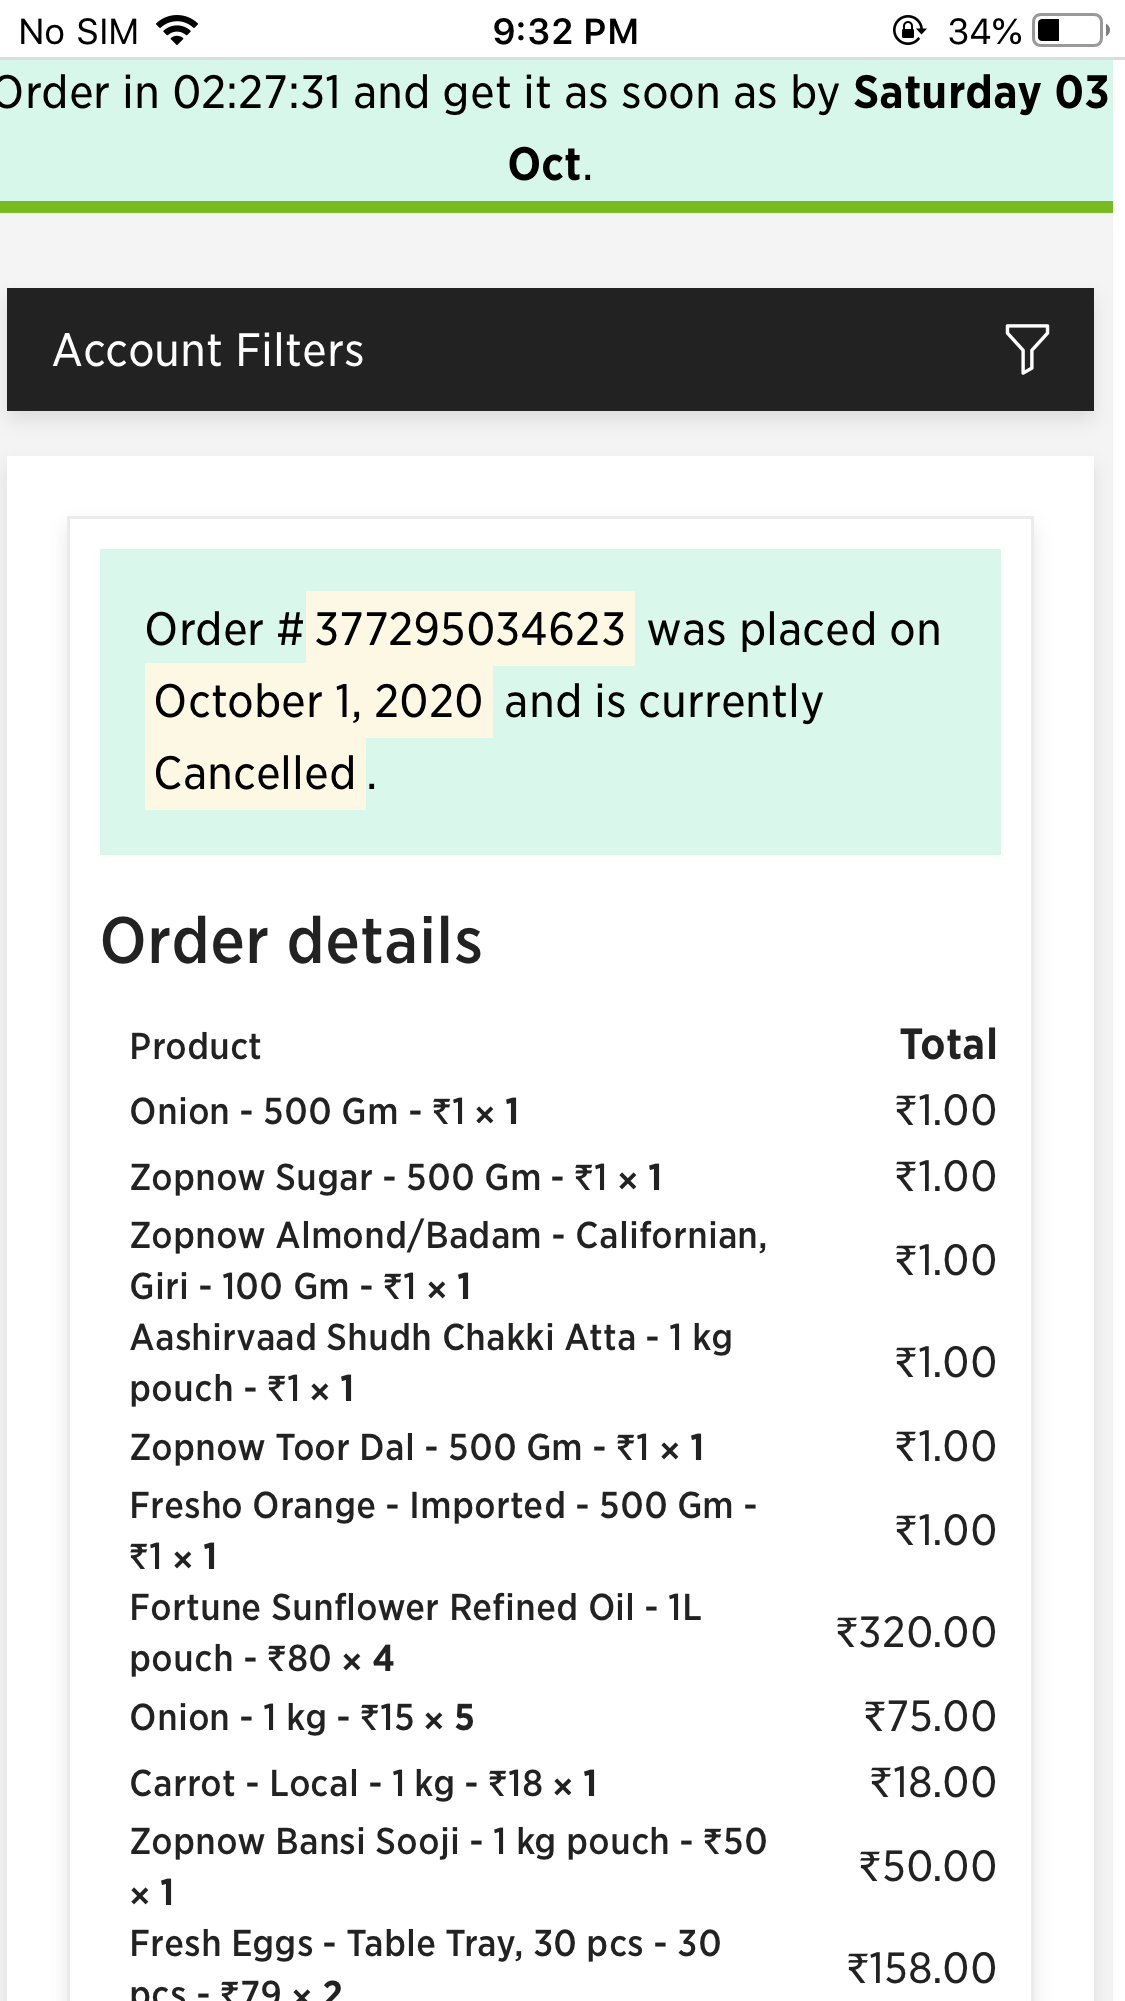 No SIM 9:32 PM 34%
Order in 02:27:31 and get it as soon as by Saturday 03
Oct.
Account Filters
Order # 377295034623 was placed on
October 1, 2020 and is currently
Cancelled .
Order details
Product Total
Onion - 500 Gm - ₹1 × 1 ₹1.00
Zopnow Sugar - 500 Gm - ₹1 × 1 ₹1.00
Zopnow Almond/Badam - Californian,
Giri - 100 Gm - ₹1 × 1 ₹1.00
Aashirvaad Shudh Chakki Atta - 1 kg
pouch - ₹1 × 1 ₹1.00
Zopnow Toor Dal - 500 Gm - ₹1 × 1 ₹1.00
Fresho Orange - Imported - 500 Gm -
₹1 × 1 ₹1.00
Fortune Sunflower Refined Oil - 1L
pouch - ₹80 × 4 ₹320.00
Onion - 1 kg - ₹15 × 5 ₹75.00
Carrot - Local - 1 kg - ₹18 × 1 ₹18.00
Zopnow Bansi Sooji - 1 kg pouch - ₹50
× 1 ₹50.00
Fresh Eggs - Table Tray, 30 pcs - 30
pcs - ₹79 × 2 ₹158.00